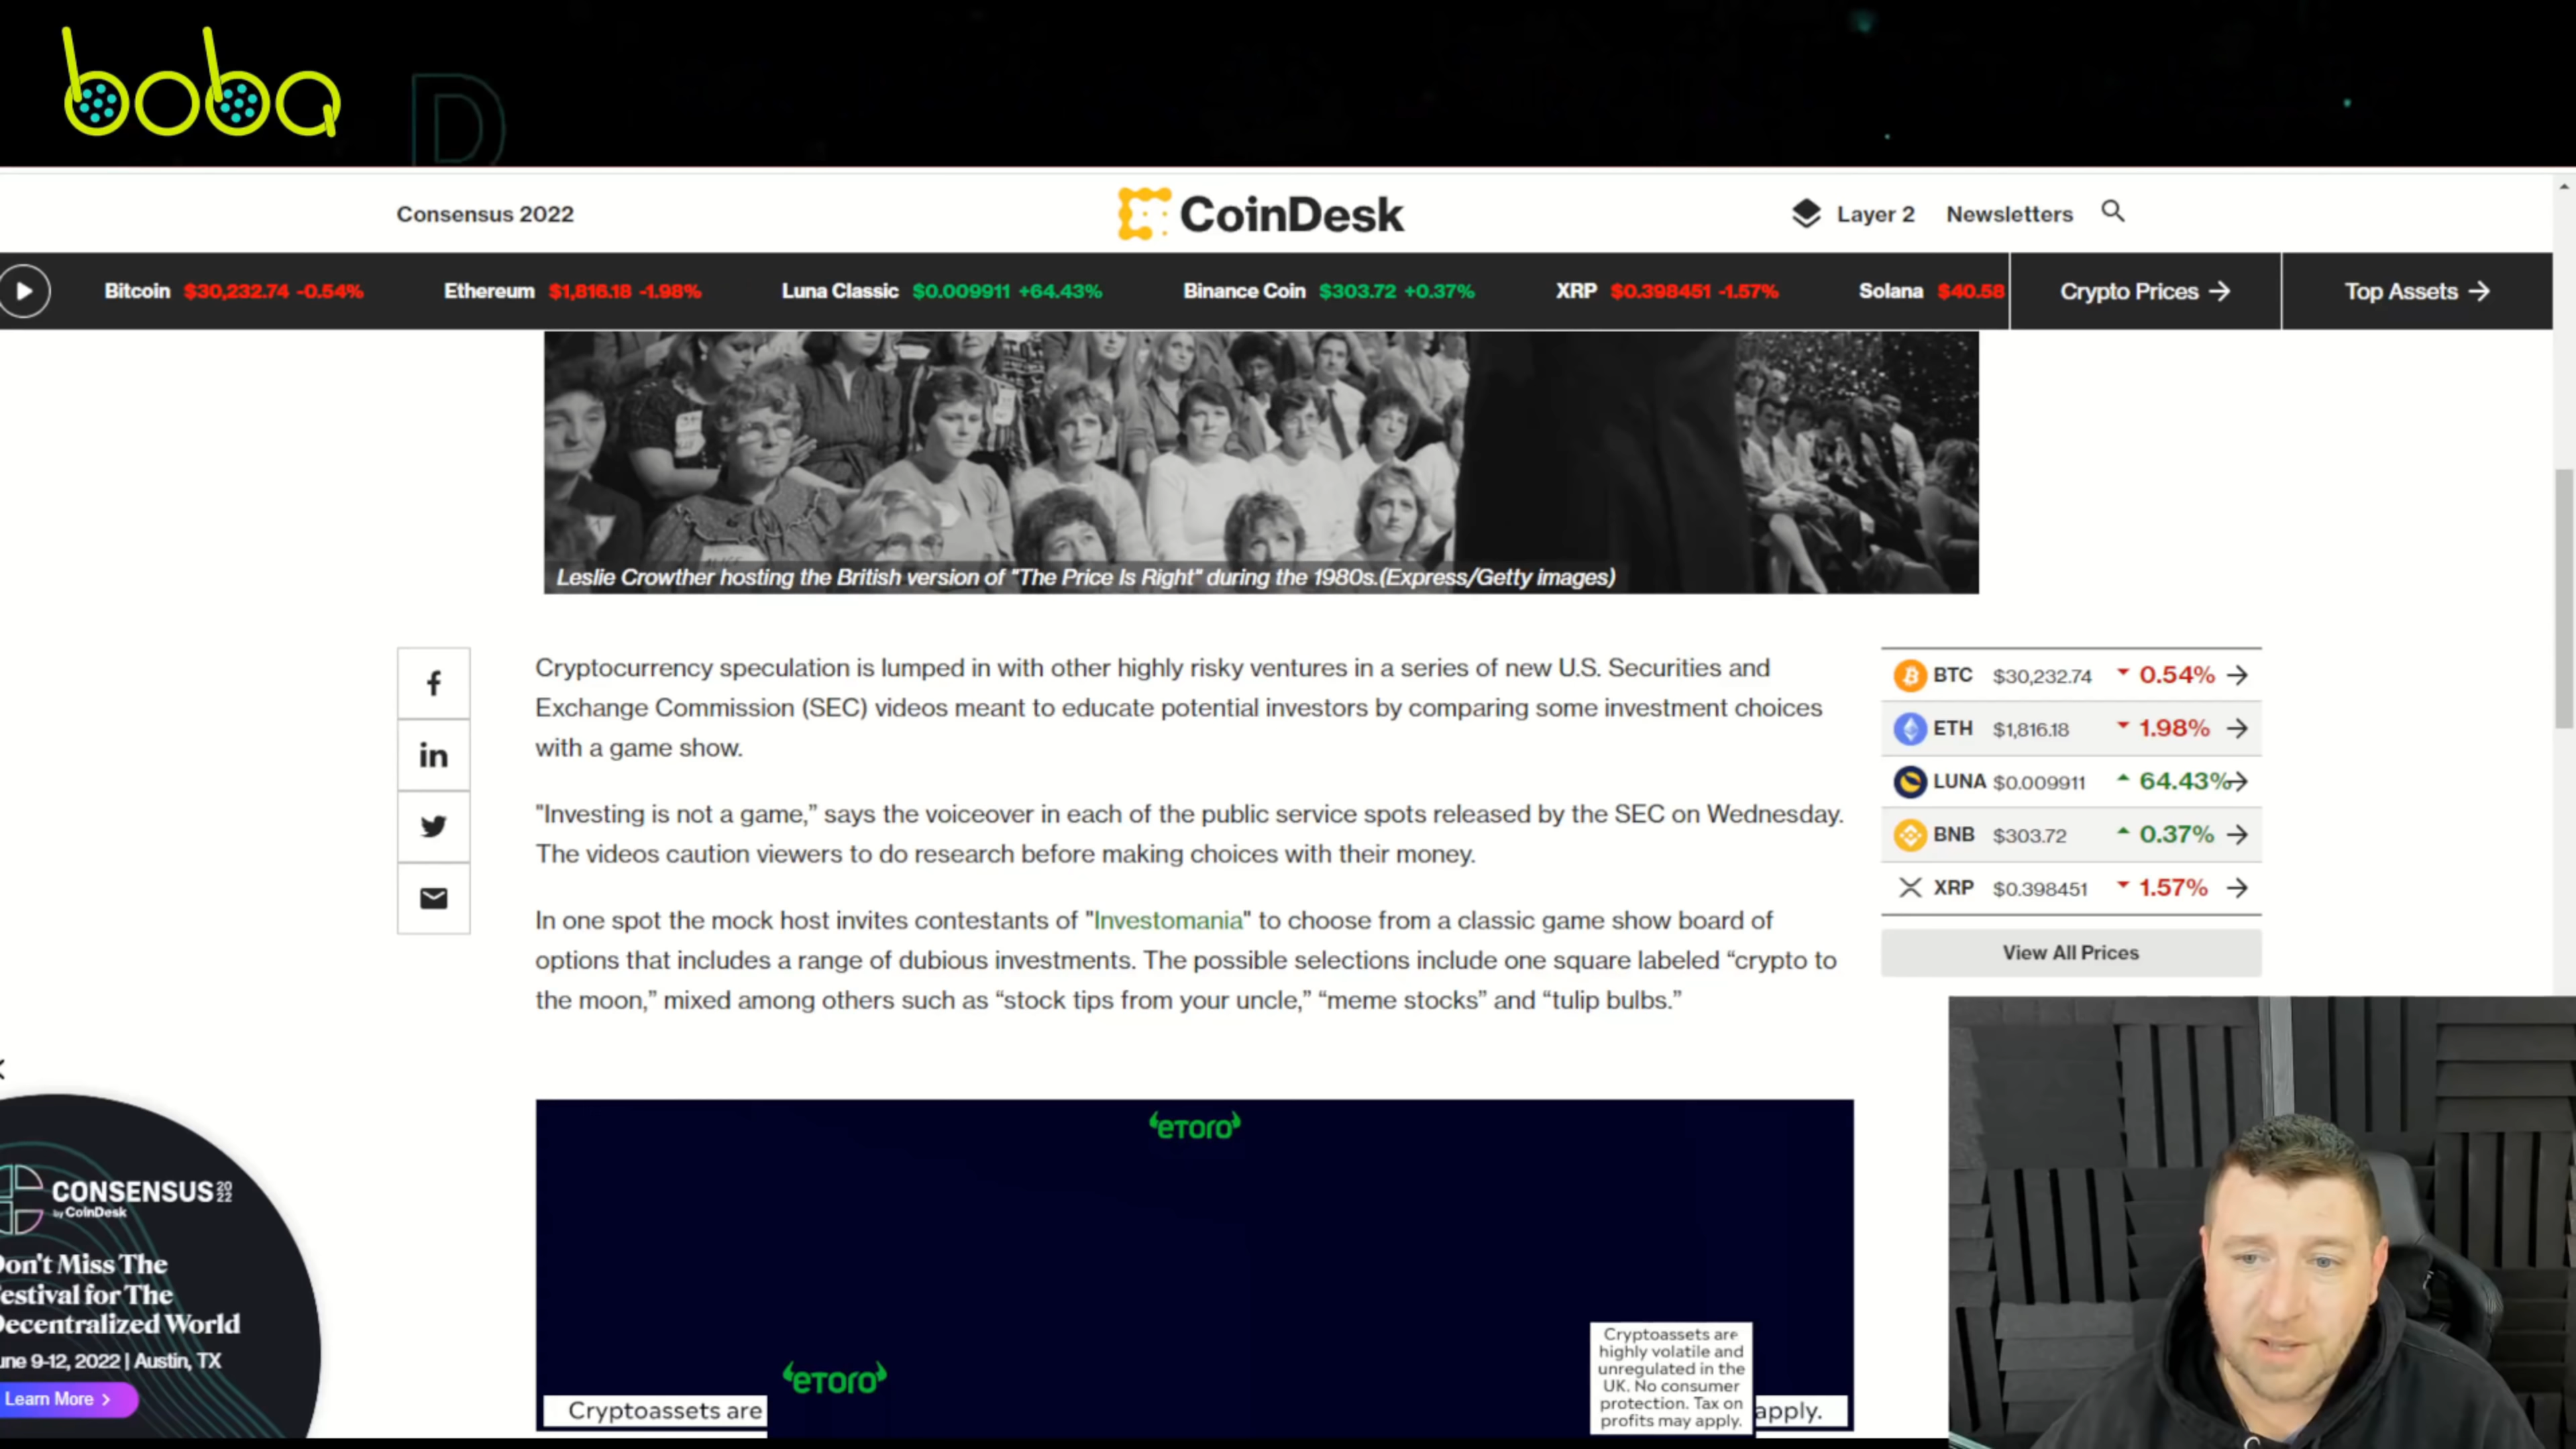 boba
D
Consensus 2022
CoinDesk
Layer 2 Newsletters
Bitcoin $30,232.74 -0.54% Ethereum $1,816.18 -1.98% Luna Classic $0.009911 +64.43% Binance Coin $303.72 +0.37% XRP $0.398451 -1.57% Solana $40.58 Crypto Prices → Top Assets →
Leslie Crowther hosting the British version of "The Price Is Right" during the 1980s.(Express/Getty images)
Cryptocurrency speculation is lumped in with other highly risky ventures in a series of new U.S. Securities and
Exchange Commission (SEC) videos meant to educate potential investors by comparing some investment choices
with a game show.
"Investing is not a game,” says the voiceover in each of the public service spots released by the SEC on Wednesday.
The videos caution viewers to do research before making choices with their money.
In one spot the mock host invites contestants of "Investomania" to choose from a classic game show board of
options that includes a range of dubious investments. The possible selections include one square labeled “crypto to
the moon,” mixed among others such as “stock tips from your uncle,” “meme stocks” and “tulip bulbs.”
BTC $30,232.74 0.54% →
ETH $1,816.18 1.98% →
LUNA $0.009911 64.43% →
BNB $303.72 0.37% →
XRP $0.398451 1.57% →
View All Prices
CONSENSUS 2022
by CoinDesk
Don't Miss The
estival for The
Decentralized World
une 9-12, 2022 | Austin, TX
Learn More >
eToro
eToro
Cryptoassets are
Cryptoassets are
highly volatile and
unregulated in the
UK. No consumer
protection. Tax on
profits may apply.
apply.